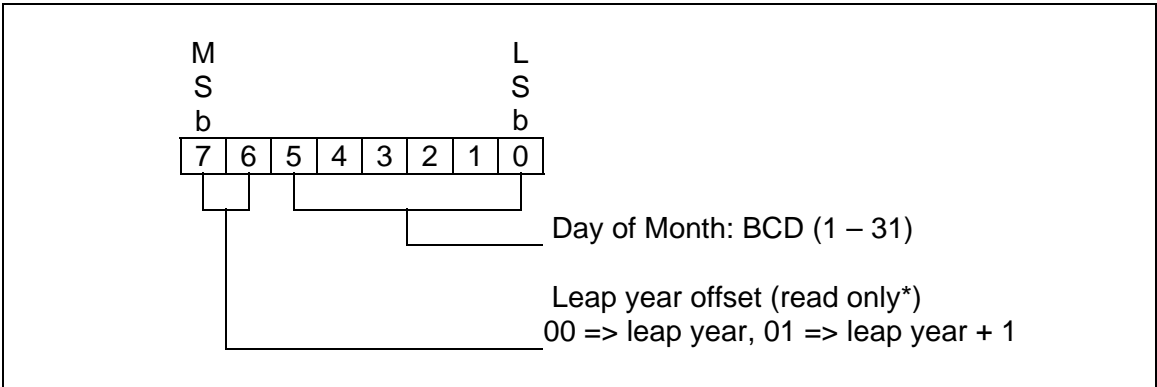 M L
S S
b b
7 6 5 4 3 2 1 0
Day of Month: BCD (1 – 31)
Leap year offset (read only*)
00 => leap year, 01 => leap year + 1